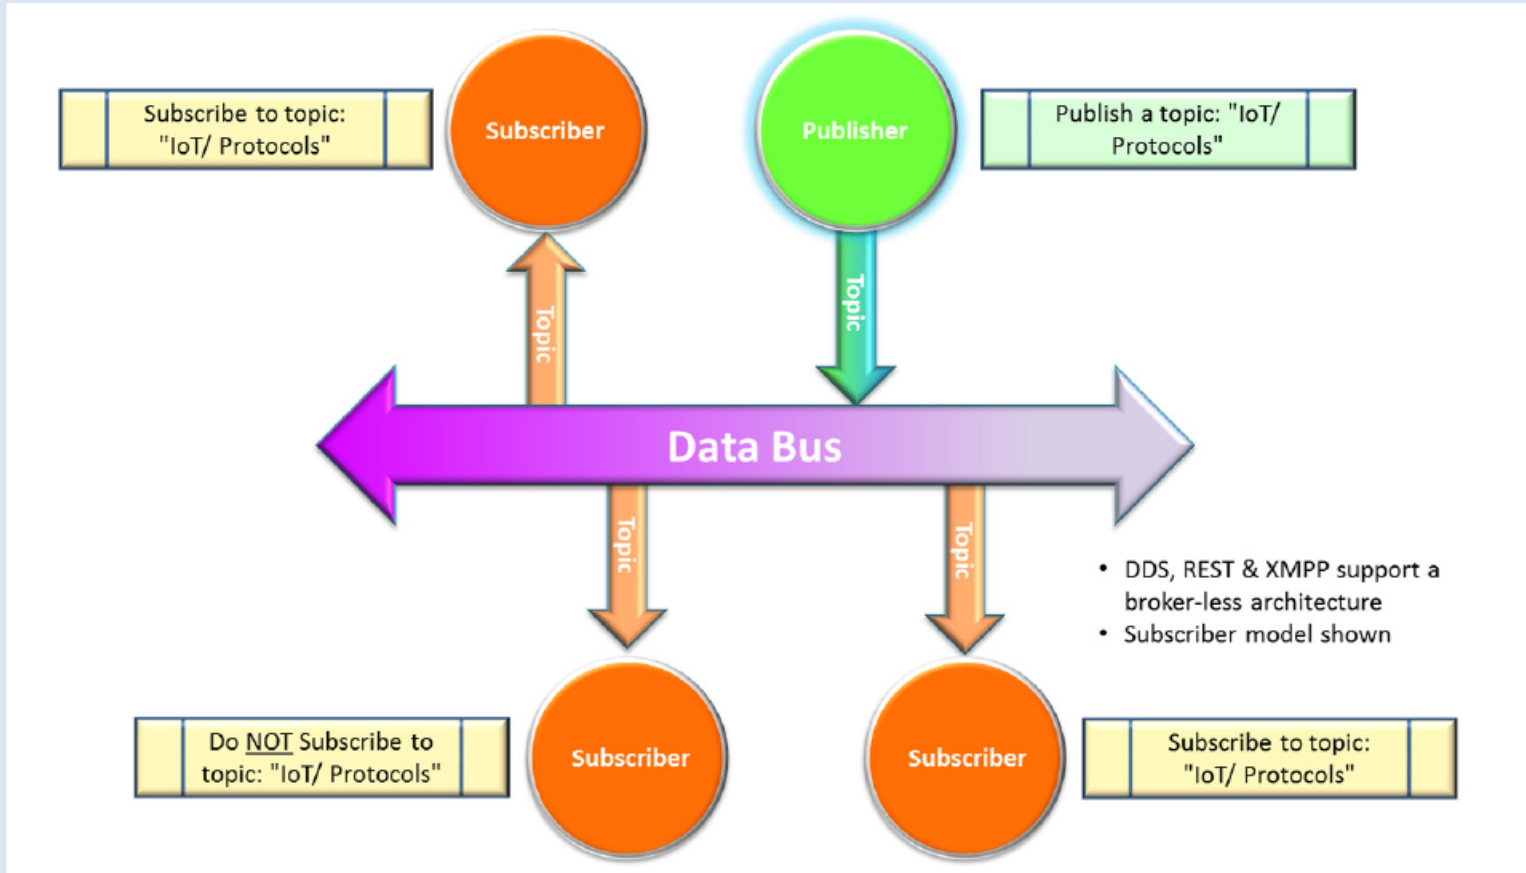 Subscribe to topic:
"IoT/ Protocols"
Subscriber
Publisher
Publish a topic: "IoT/
Protocols"
Topic
Topic
Data Bus
Topic
Topic
• DDS, REST & XMPP support a
broker-less architecture
• Subscriber model shown
Do NOT Subscribe to
topic: "IoT/ Protocols"
Subscriber
Subscriber
Subscribe to topic:
"IoT/ Protocols"